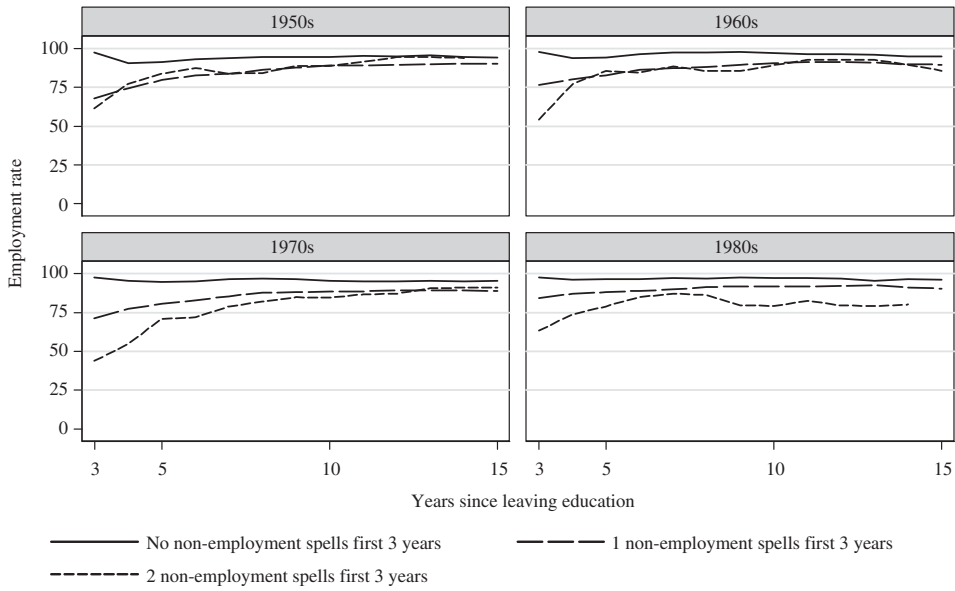 1950s
1960s
100
75
50
25
0
1970s
1980s
100
75
50
25
0
Employment rate
3 5 10 15
3 5 10 15
Years since leaving education
No non-employment spells first 3 years
1 non-employment spells first 3 years
2 non-employment spells first 3 years